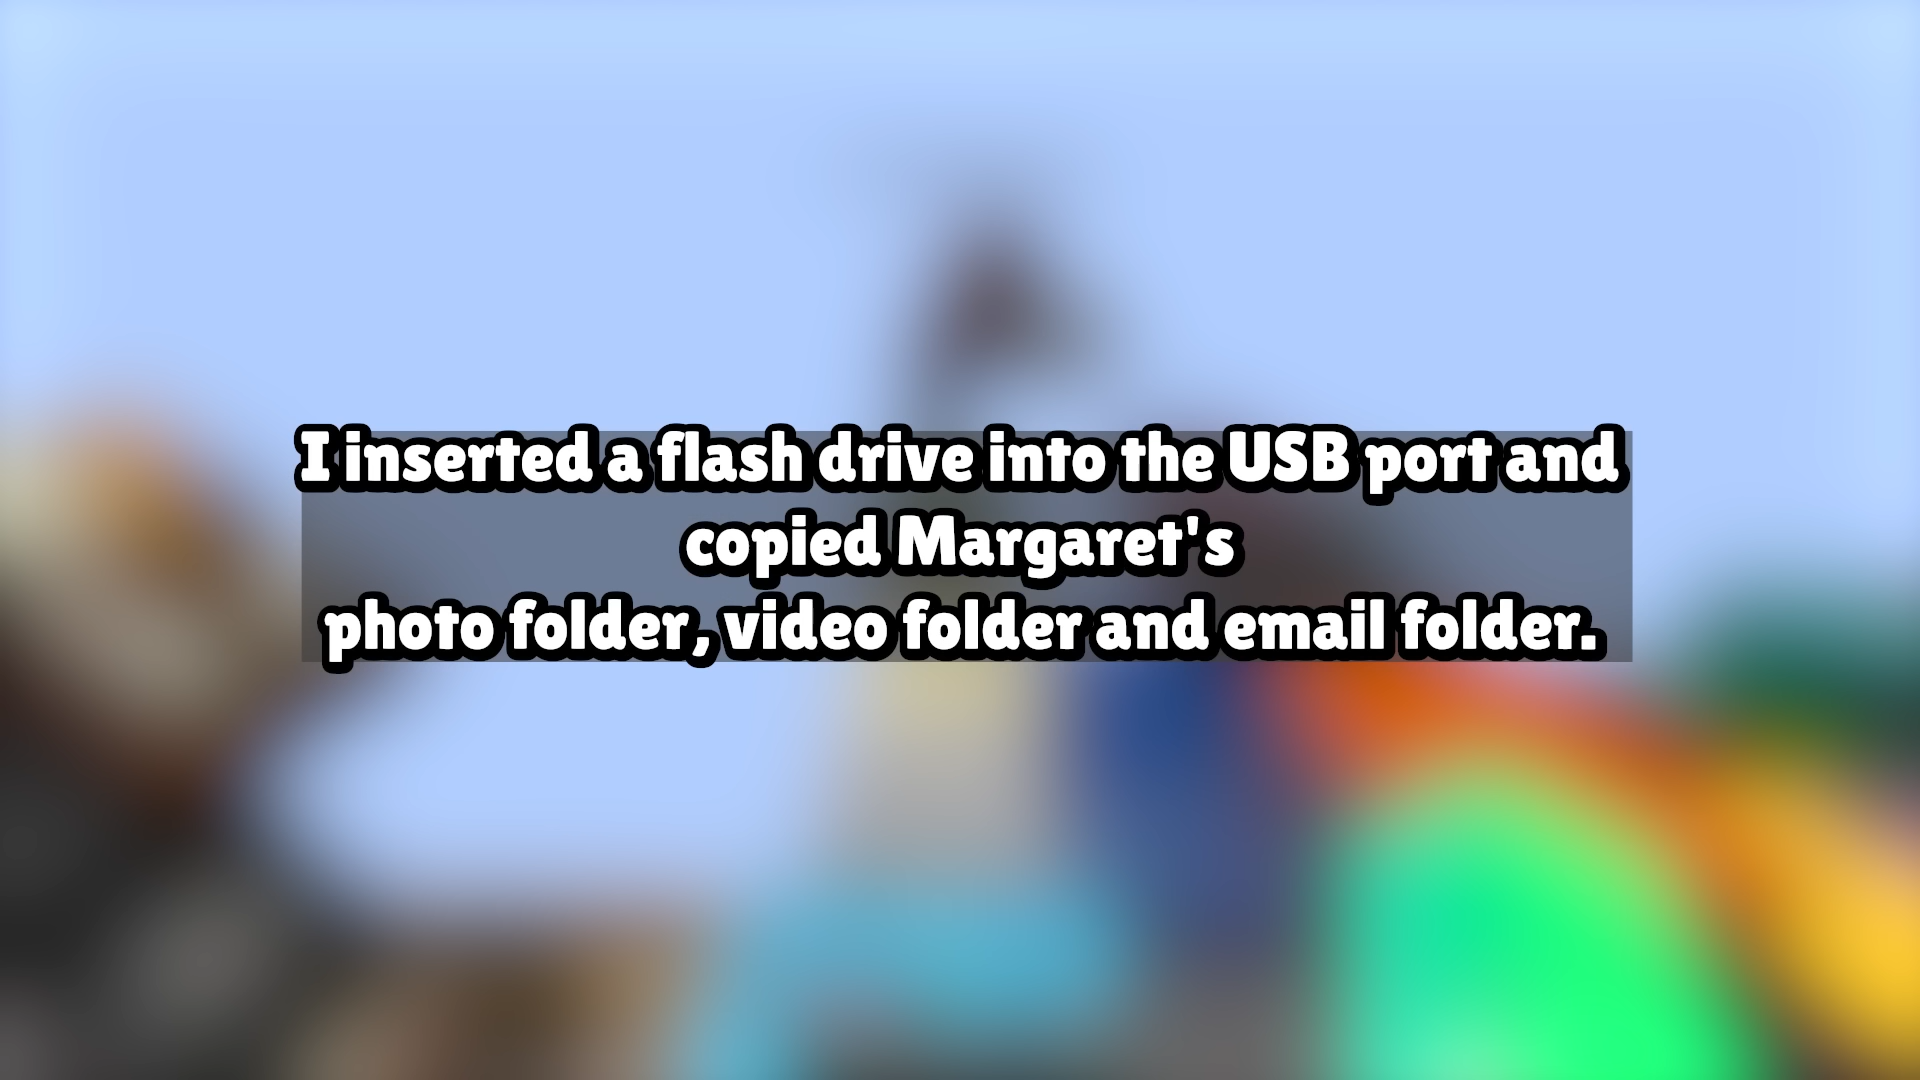 I inserted a flash drive into the USB port and
copied Margaret's
photo folder, video folder and email folder.